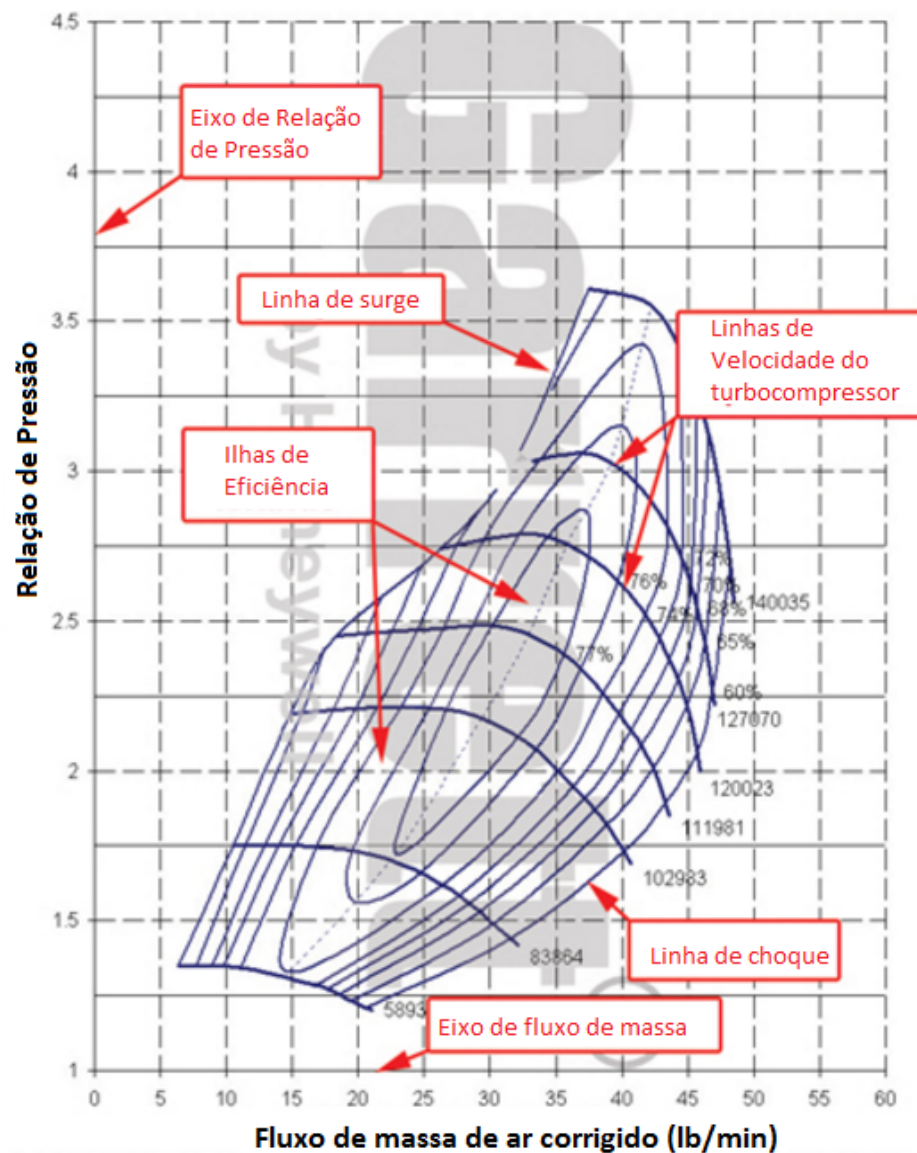 4.5
4
3.5
3
2.5
2
1.5
1
Relação de Pressão
Eixo de Relação
de Pressão
Linha de surge
Linhas de
Velocidade do
turbocompressor
Ilhas de
Eficiência
72%
70%
68%
65%
60%
76%
74%
77%
140035
127070
120023
111981
102983
83864
5893
Linha de choque
Eixo de fluxo de massa
Garrett
by Honeywell
©
0 5 10 15 20 25 30 35 40 45 50 55 60
Fluxo de massa de ar corrigido (lb/min)